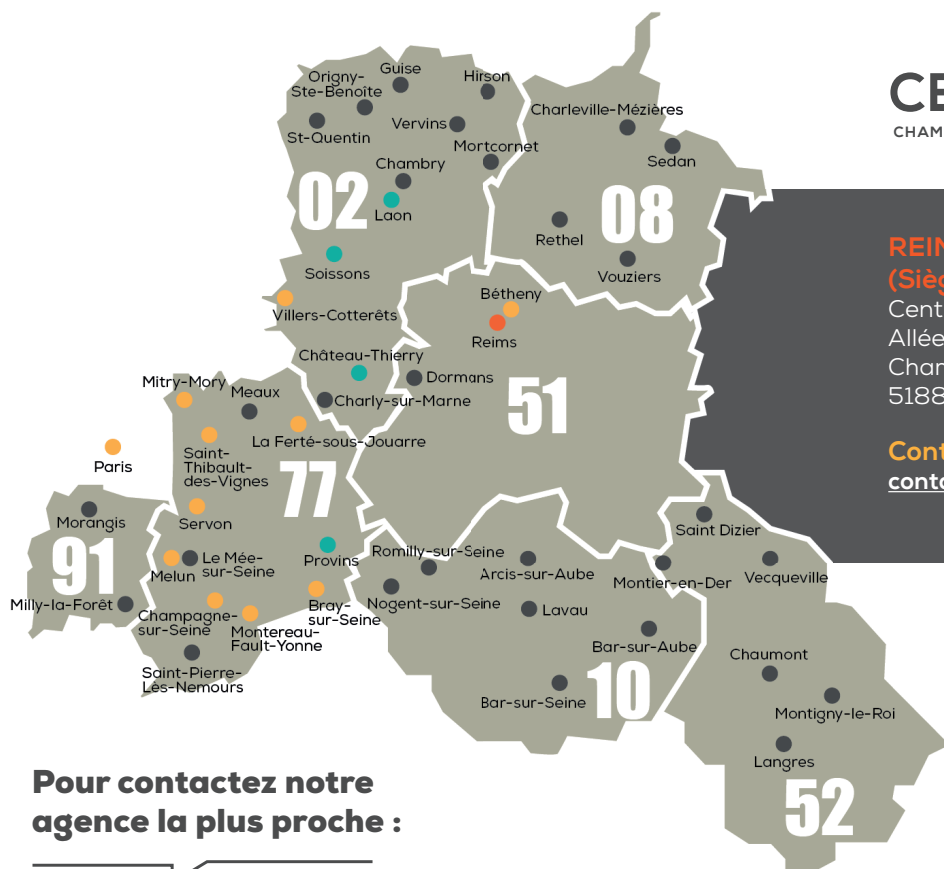 Guise
Origny-
Ste-Benoîte
Hirson
St-Quentin
Vervins
Mortcornet
Chambry
Laon
02
Soissons
Villers-Cotterêts
Château-Thierry
Charly-sur-Marne
Charleville-Mézières
Sedan
08
Rethel
Vouziers
Bétheny
Reims
Dormans
51
Mitry-Mory
Meaux
La Ferté-sous-Jouarre
Saint-
Thibault-
des-Vignes
77
Paris
Servon
Morangis
91
Milly-la-Forêt
Melun
Le Mée-
sur-Seine
Provins
Champagne-
sur-Seine
Montereau-
Fault-Yonne
Bray-
sur-Seine
Saint-Pierre-
Lès-Nemours
Romilly-sur-Seine
Nogent-sur-Seine
Arcis-sur-Aube
Lavau
Bar-sur-Aube
Bar-sur-Seine
10
Saint Dizier
Montier-en-Der
Vecqueville
Chaumont
Montigny-le-Roi
Langres
52
CE
CHAM
(Sièg
Cent
Allée
Cham
5188
Cont
conta
Pour contactez notre
agence la plus proche :